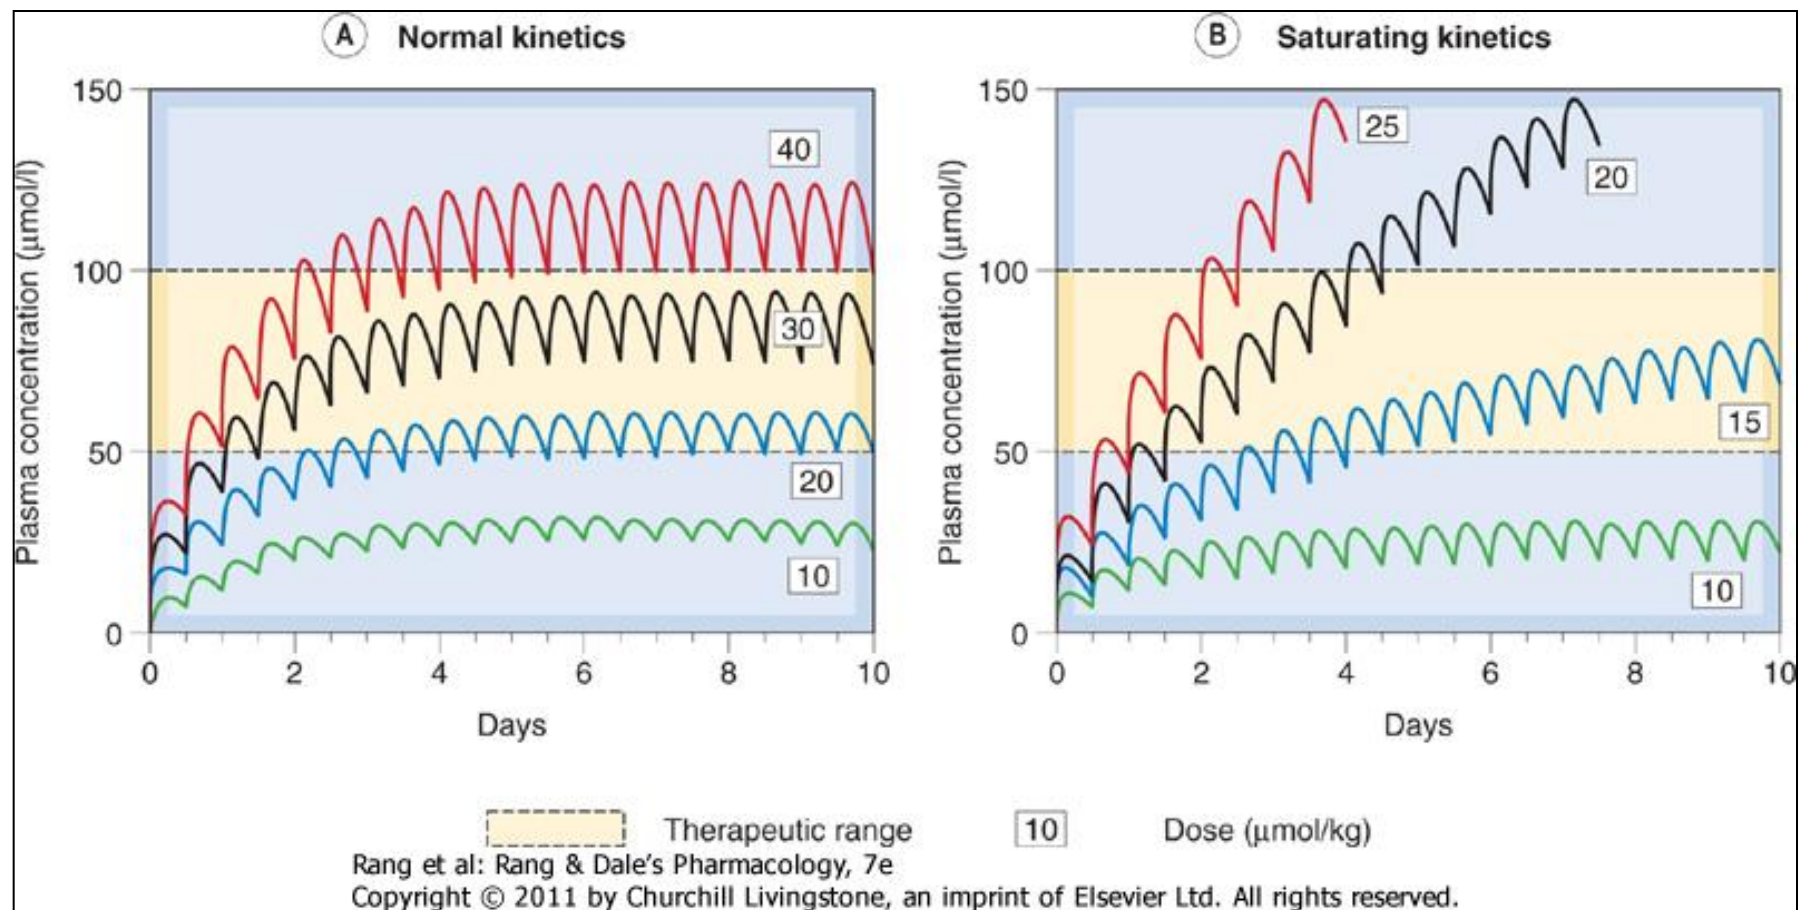 A Normal kinetics
Plasma concentration (μmol/l)
150
100
50
0
40
30
20
10
0 2 4 6 8 10
Days
B Saturating kinetics
Plasma concentration (μmol/l)
150
100
50
0
25
20
15
10
0 2 4 6 8 10
Days
Therapeutic range 10 Dose (μmol/kg)
Rang et al: Rang & Dale's Pharmacology, 7e
Copyright © 2011 by Churchill Livingstone, an imprint of Elsevier Ltd. All rights reserved.